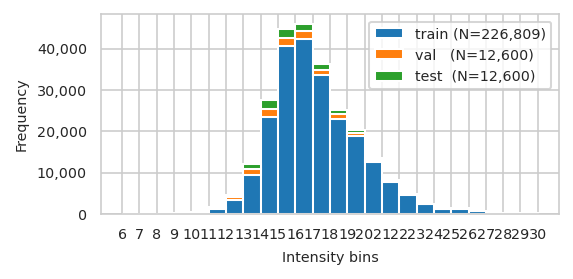 train (N=226,809)
val (N=12,600)
test (N=12,600)
Frequency
40,000
30,000
20,000
10,000
0
6 7 8 9 10 11 12 13 14 15 16 17 18 19 20 21 22 23 24 25 26 27 28 29 30
Intensity bins